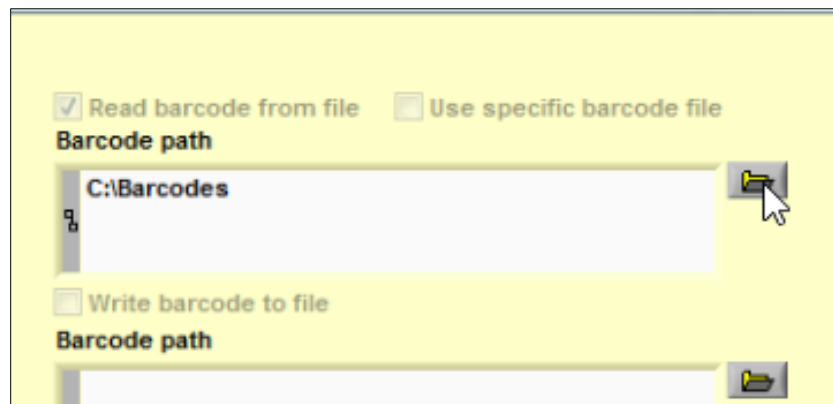 Read barcode from file Use specific barcode file
Barcode path
C:\Barcodes
Write barcode to file
Barcode path